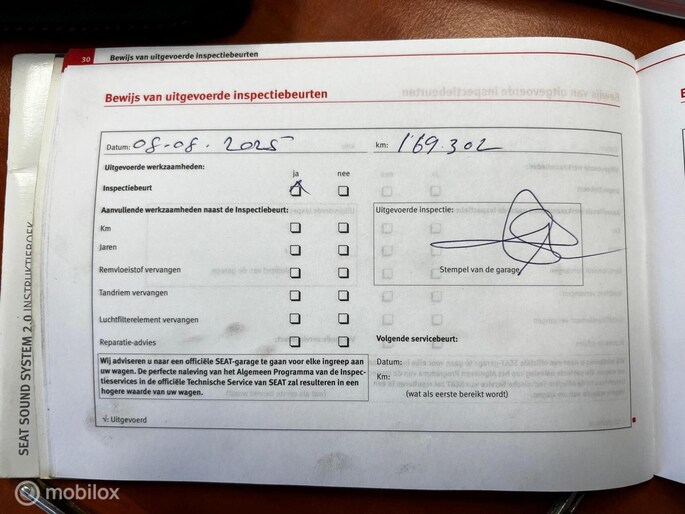 30 Bewijs van uitgevoerde inspectiebeurten
Bewijs van uitgevoerde inspectiebeurten
Datum: 08-08. 2025 km: 169.302
Uitgevoerde werkzaamheden:
ja nee
Inspectiebeurt
Aanvullende werkzaamheden naast de Inspectiebeurt:
Km
Jaren
Remvloeistof vervangen
Tandriem vervangen
Luchtfilterelement vervangen
Reparatie-advies
Uitgevoerde inspectie:
Stempel van de garage
Volgende servicebeurt:
Datum:
Km:
(wat als eerste bereikt wordt)
Wij adviseren u naar een officiële SEAT-garage te gaan voor elke ingreep aan
uw wagen. De perfecte naleving van het Algemeen Programma van de Inspec-
tieservices in de officiële Technische Service van SEAT zal resulteren in een
hogere waarde van uw wagen.
√: Uitgevoerd
SEAT SOUND SYSTEM 2.0 INSTRUKTIEBOEK
mobilox